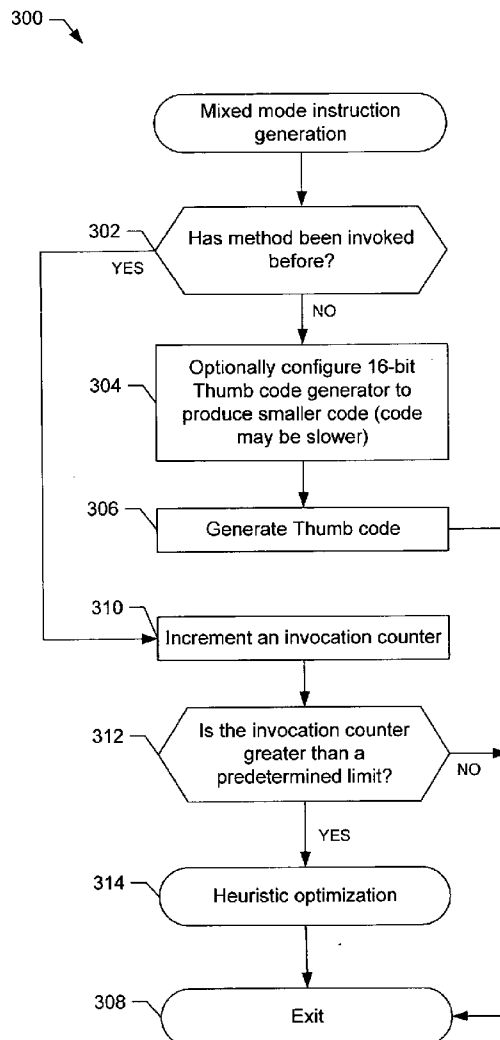 300
Mixed mode instruction
generation
302
Has method been invoked
before?
YES
NO
304
Optionally configure 16-bit
Thumb code generator to
produce smaller code (code
may be slower)
306
Generate Thumb code
310
Increment an invocation counter
312
Is the invocation counter
greater than a
predetermined limit?
NO
YES
314
Heuristic optimization
308
Exit